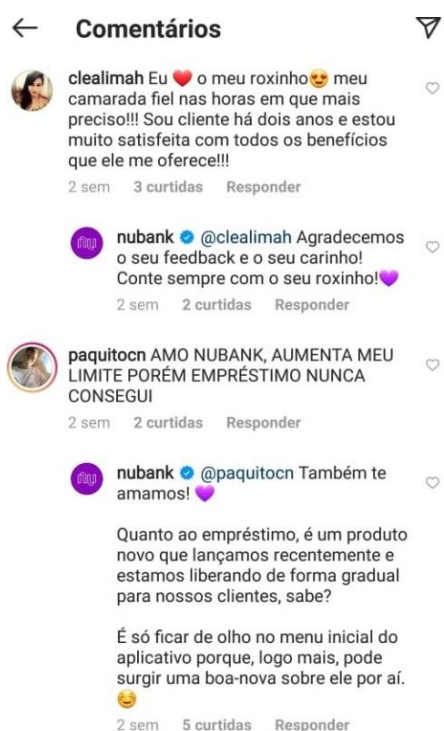 Comentários
clealimah Eu ❤️ o meu roxinho😍 meu
camarada fiel nas horas em que mais
preciso!!! Sou cliente há dois anos e estou
muito satisfeita com todos os benefícios
que ele me oferece!!!
2 sem 3 curtidas Responder
nu
nubank @clealimah Agradecemos
o seu feedback e o seu carinho!
Conte sempre com o seu roxinho!💜
2 sem 2 curtidas Responder
paquitocn AMO NUBANK, AUMENTA MEU
LIMITE PORÉM EMPRÉSTIMO NUNCA
CONSEGUI
2 sem 2 curtidas Responder
nu
nubank @paquitocn Também te
amamos! 💜
Quanto ao empréstimo, é um produto
novo que lançamos recentemente e
estamos liberando de forma gradual
para nossos clientes, sabe?
É só ficar de olho no menu inicial do
aplicativo porque, logo mais, pode
surgir uma boa-nova sobre ele por aí.
☺️
2 sem 5 curtidas Responder